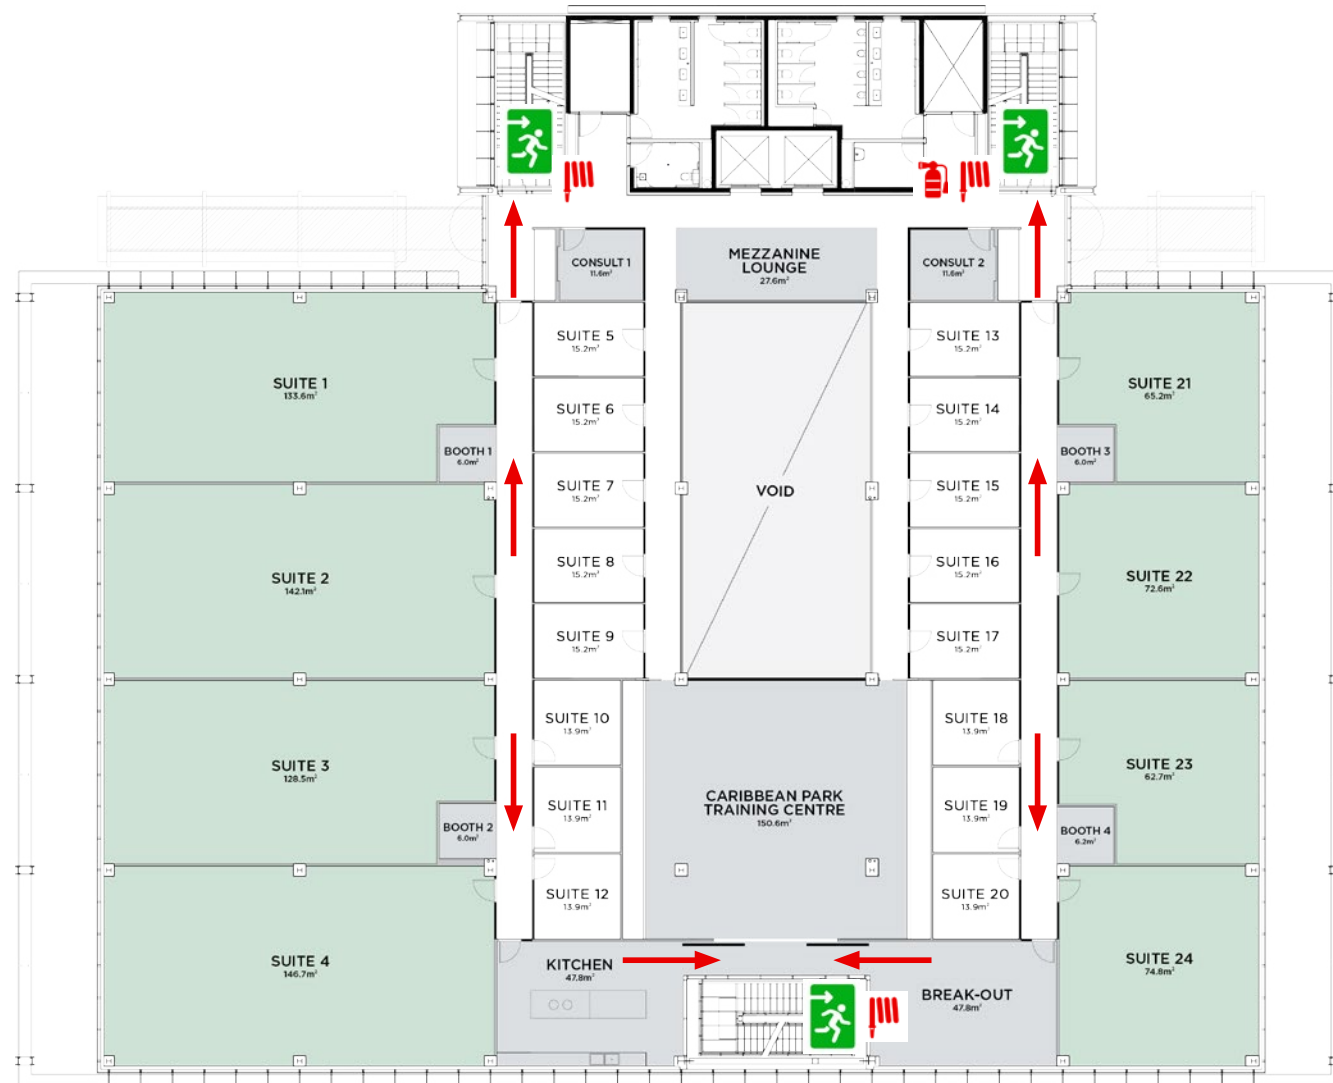 CONSULT 1
11.6m²
MEZZANINE
LOUNGE
27.6m²
CONSULT 2
11.6m²
SUITE 1
133.6m²
BOOTH 1
6.0m²
SUITE 2
142.1m²
SUITE 3
128.5m²
BOOTH 2
6.0m²
SUITE 4
146.7m²
SUITE 5
15.2m²
SUITE 6
15.2m²
SUITE 7
15.2m²
SUITE 8
15.2m²
SUITE 9
15.2m²
SUITE 10
13.9m²
SUITE 11
13.9m²
SUITE 12
13.9m²
VOID
CARIBBEAN PARK
TRAINING CENTRE
150.6m²
KITCHEN
47.8m²
BREAK-OUT
47.8m²
SUITE 13
15.2m²
SUITE 14
15.2m²
SUITE 15
15.2m²
SUITE 16
15.2m²
SUITE 17
15.2m²
SUITE 18
13.9m²
SUITE 19
13.9m²
SUITE 20
13.9m²
SUITE 21
65.2m²
BOOTH 3
6.0m²
SUITE 22
72.6m²
SUITE 23
62.7m²
BOOTH 4
6.2m²
SUITE 24
74.8m²